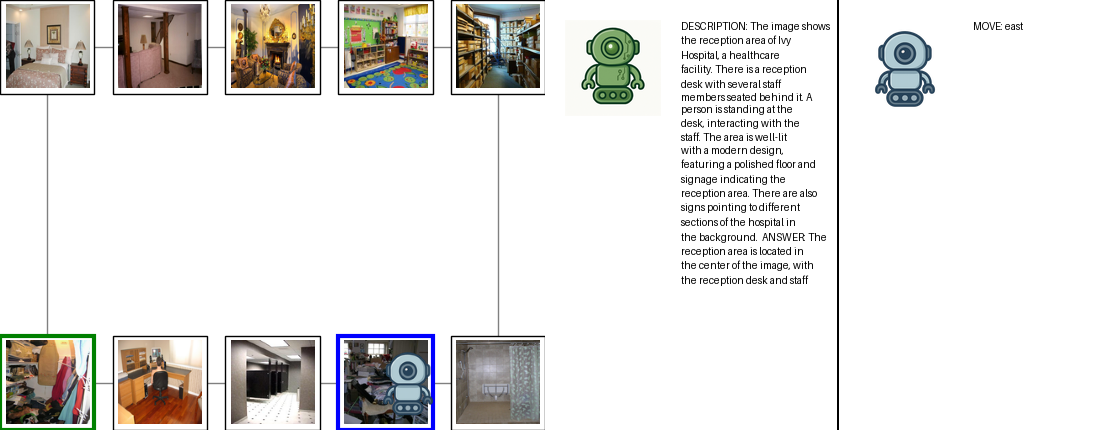 DESCRIPTION: The image shows
the reception area of Ivy
Hospital, a healthcare
facility. There is a reception
desk with several staff
members seated behind it. A
person is standing at the
desk, interacting with the
staff. The area is well-lit
with a modern design,
featuring a polished floor and
signage indicating the
reception area. There are also
signs pointing to different
sections of the hospital in
the background.  ANSWER: The
reception area is located in
the center of the image, with
the reception desk and staff
MOVE: east